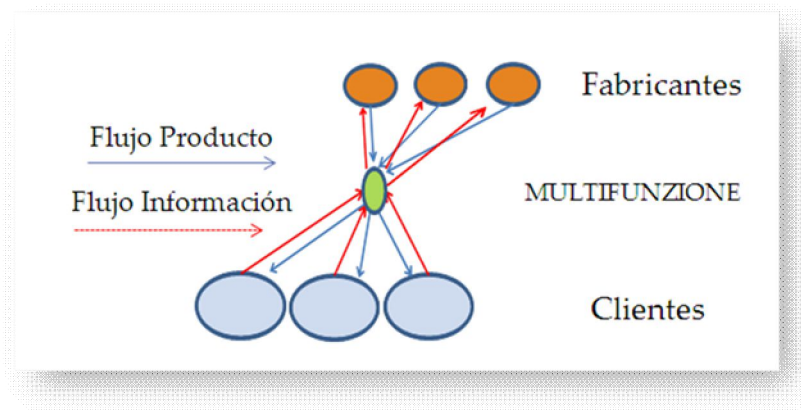 Fabricantes
Flujo Producto
MULTIFUNZIONE
Flujo Información
Clientes